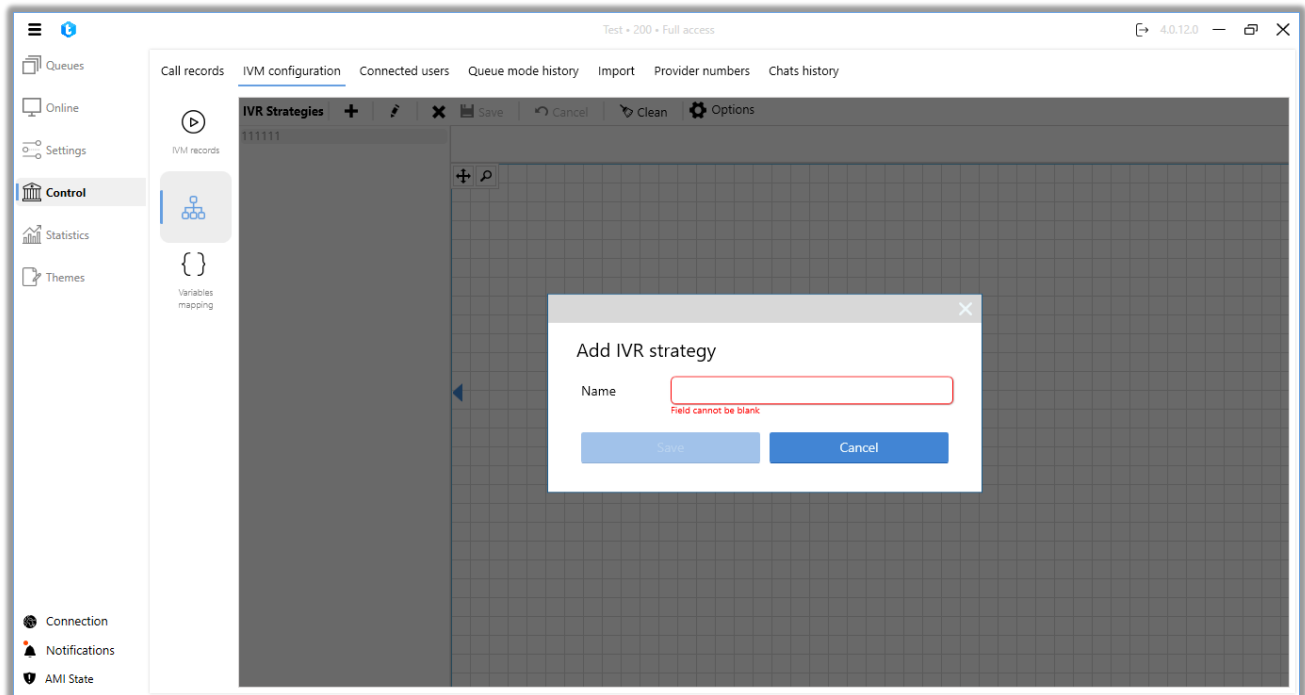 Test • 200 • Full access
4.0.12.0
Queues
Online
Settings
Control
Statistics
Themes
Connection
Notifications
AMI State
Call records IVM configuration Connected users Queue mode history Import Provider numbers Chats history
IVM records
Variables
mapping
IVR Strategies Save Cancel Clean Options
111111
Add IVR strategy
Name
Field cannot be blank
Save Cancel